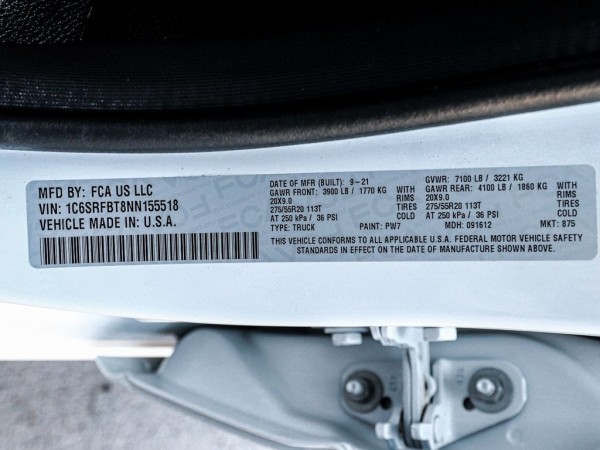 MFD BY: FCA US LLC
VIN: 1C6SRFBT8NN155518
VEHICLE MADE IN: U.S.A.
DATE OF MFR (BUILT): 9-21
GVWR: 7100 LB / 3221 KG
GAWR FRONT: 3900 LB / 1770 KG
GAWR REAR: 4100 LB / 1860 KG
20X9.0 RIMS 20X9.0 RIMS
275/55R20 113T TIRES 275/55R20 113T TIRES
AT 250 kPa / 36 PSI COLD AT 250 kPa / 36 PSI COLD
TYPE: TRUCK PAINT: PW7 MDH: 091612 MKT: 875
THIS VEHICLE CONFORMS TO ALL APPLICABLE U.S.A. FEDERAL MOTOR VEHICLE SAFETY
STANDARDS IN EFFECT ON THE DATE OF MANUFACTURE SHOWN ABOVE.